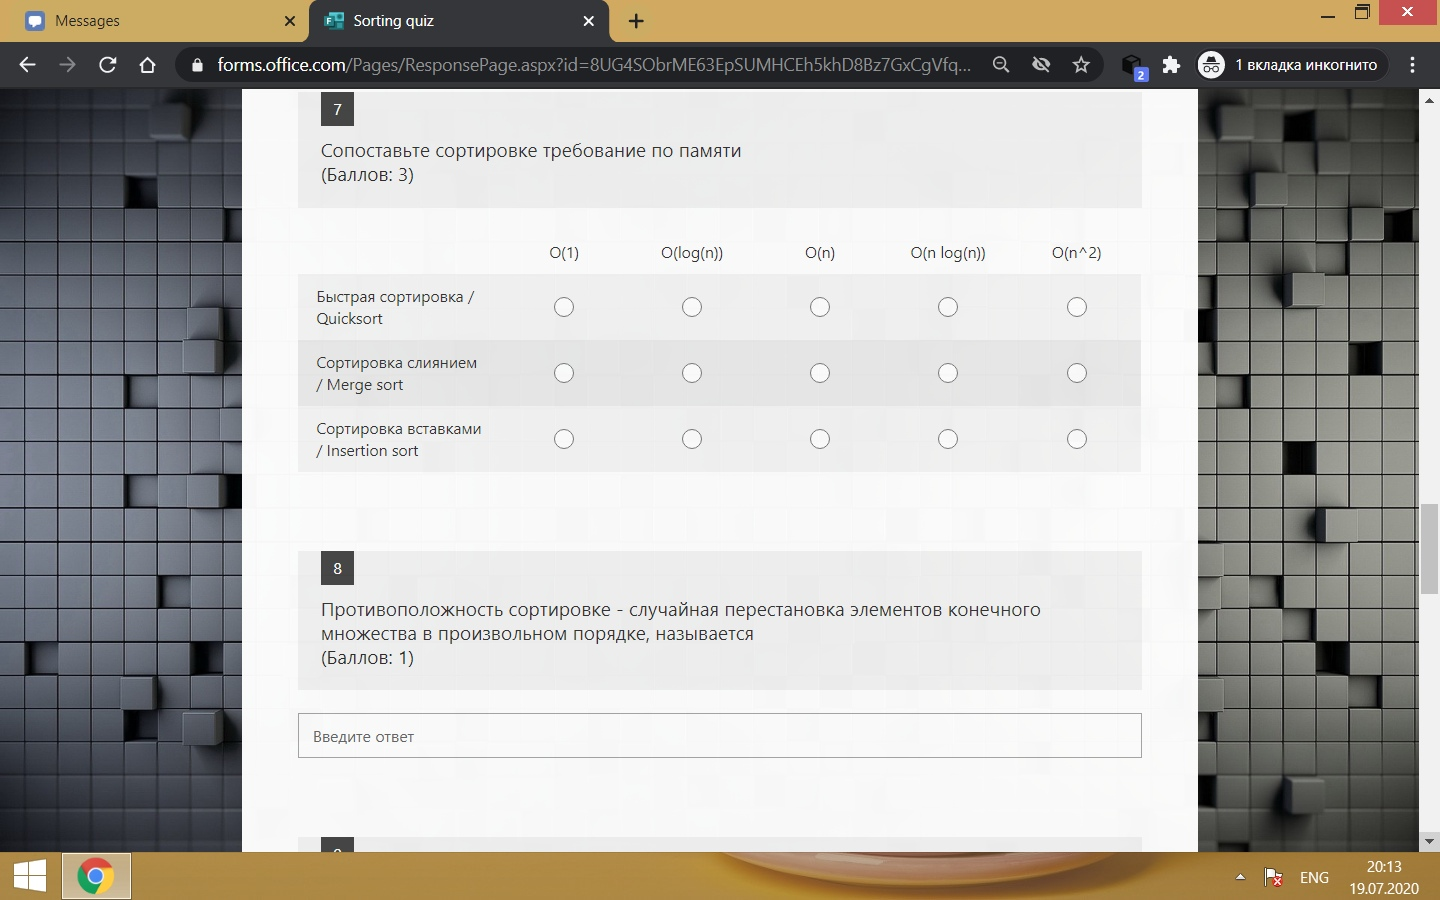 Messages
Sorting quiz
forms.office.com/Pages/ResponsePage.aspx?id=8UG4SObrME63EpSUMHCEh5khD8Bz7GxCgVfq...
2
1 вкладка инкогнито
7
Сопоставьте сортировке требование по памяти
(Баллов: 3)
O(1) O(log(n)) O(n) O(n log(n)) O(n^2)
Быстрая сортировка /
Quicksort
Сортировка слиянием
/ Merge sort
Сортировка вставками
/ Insertion sort
8
Противоположность сортировке - случайная перестановка элементов конечного
множества в произвольном порядке, называется
(Баллов: 1)
Введите ответ
ENG
20:13
19.07.2020